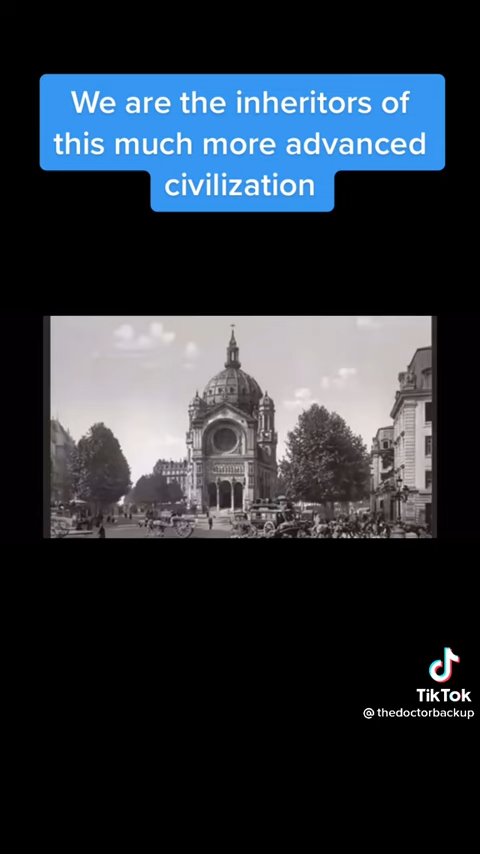 We are the inheritors of
this much more advanced
civilization
TikTok
@ thedoctorbackup